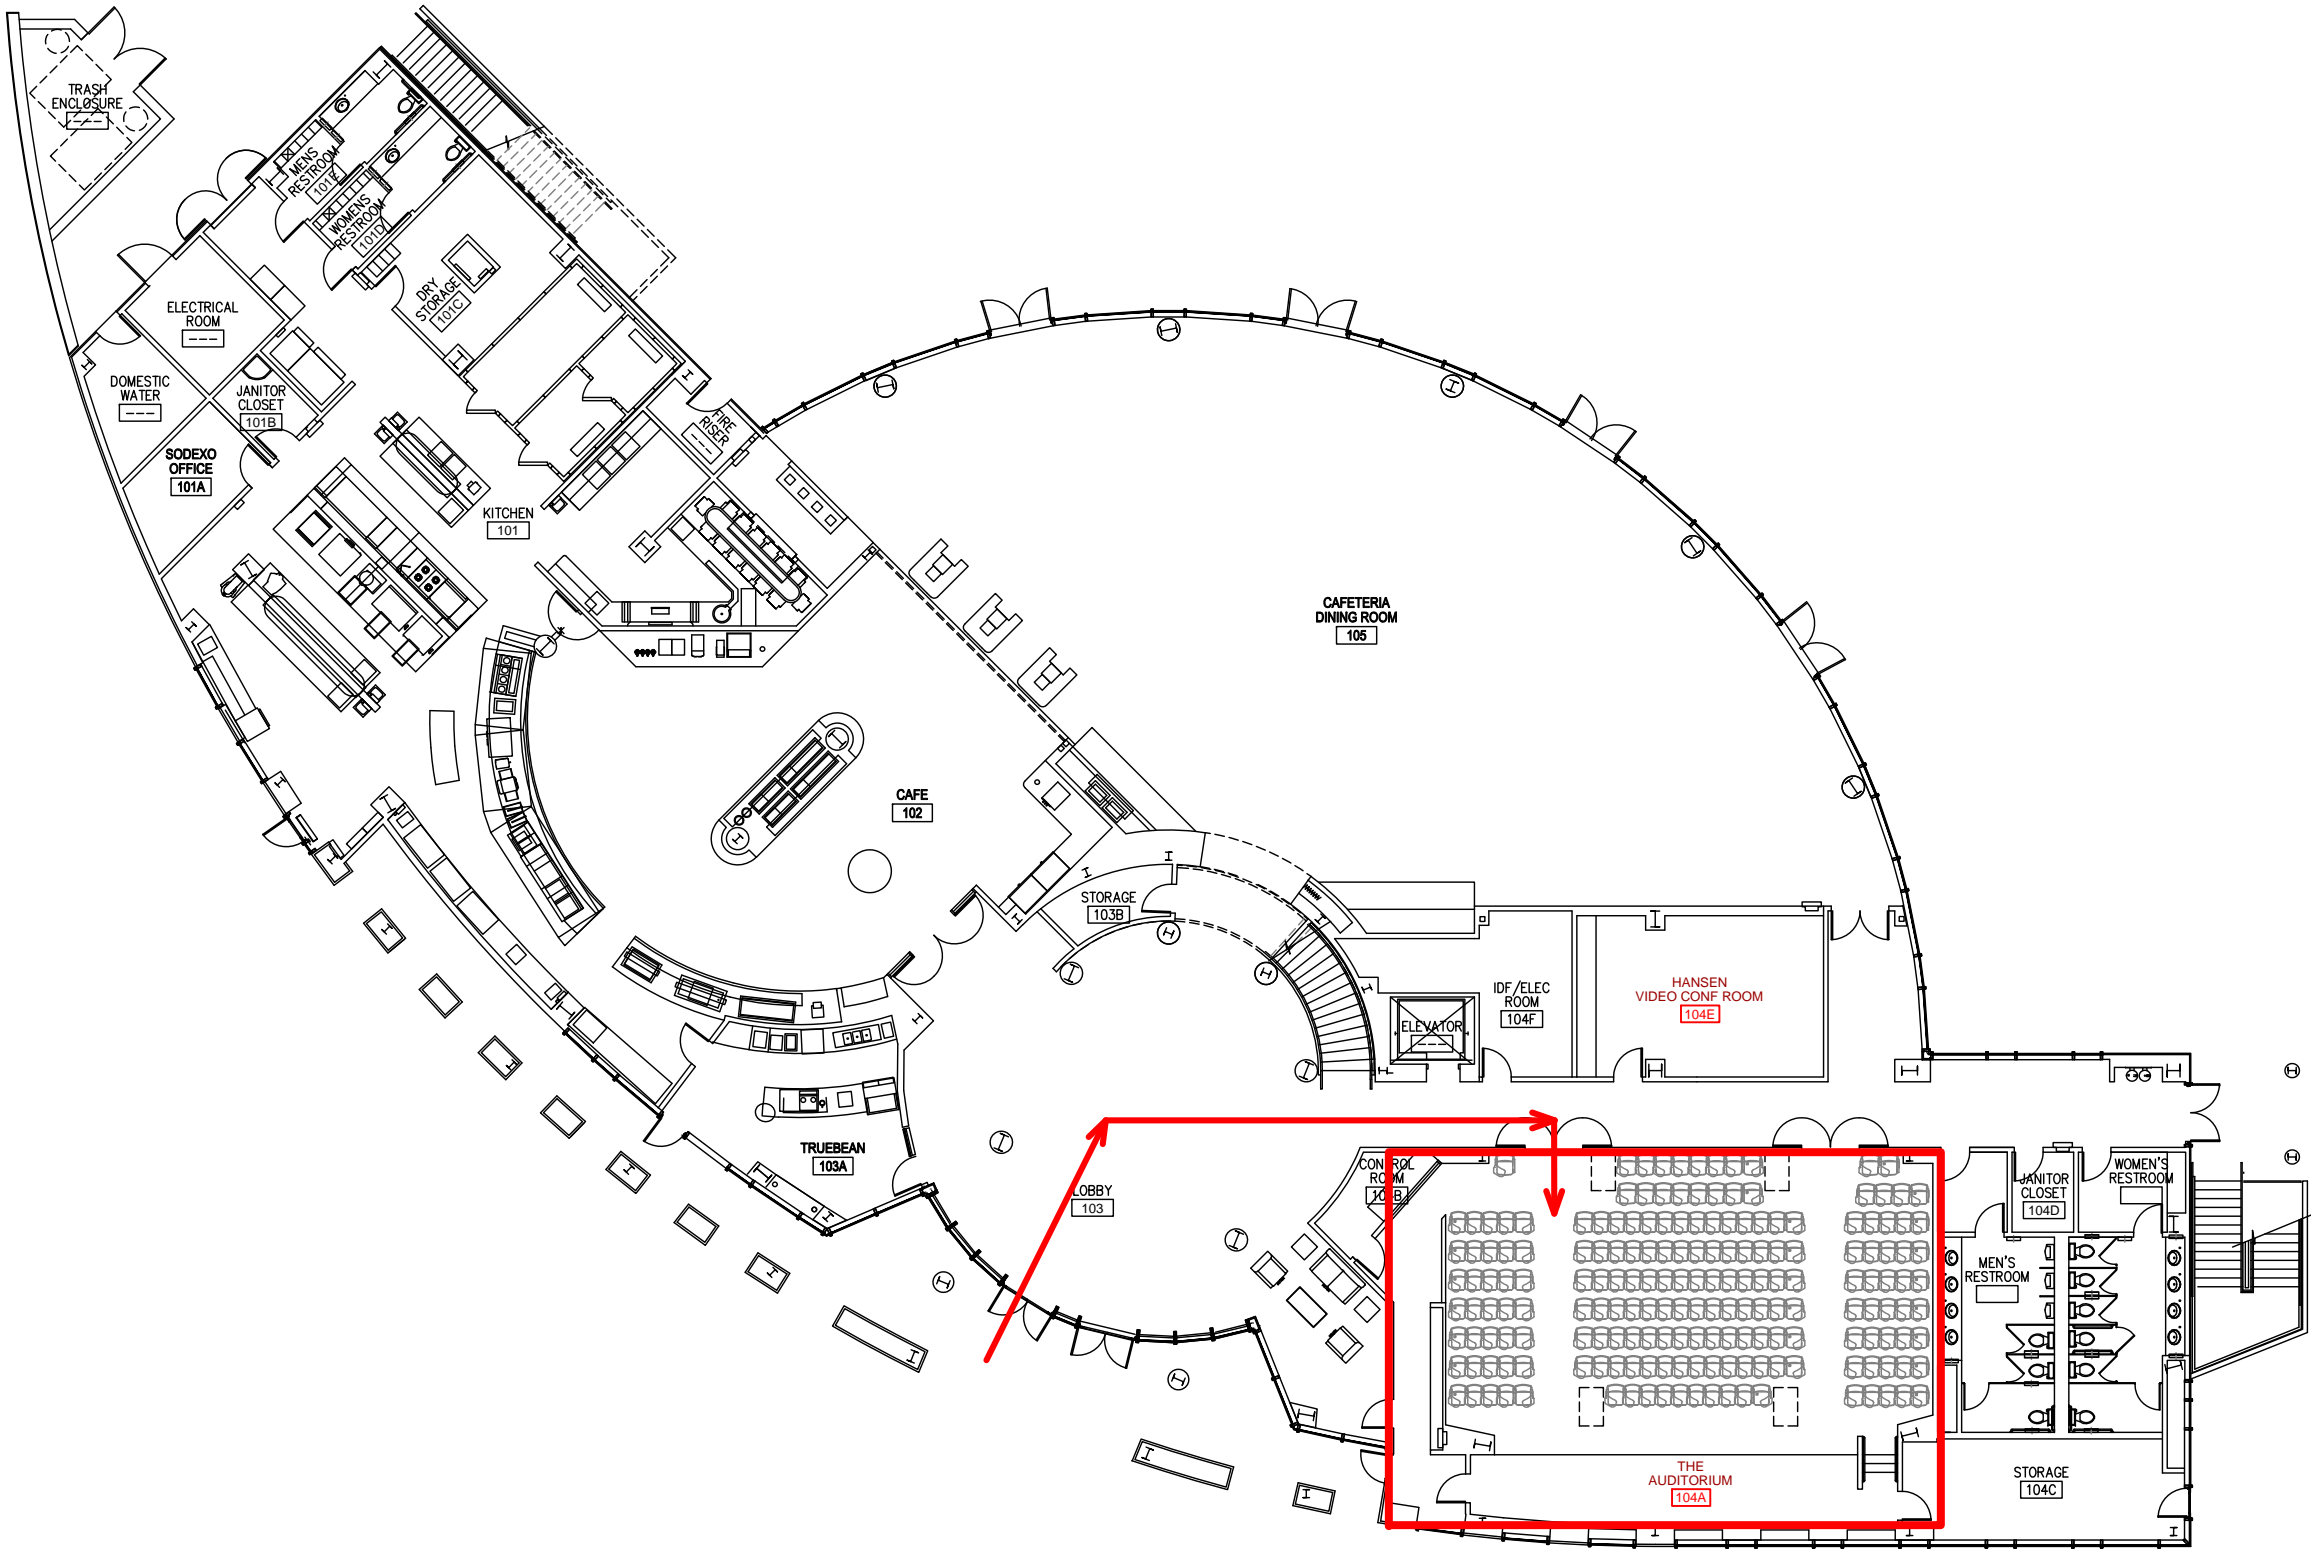 TRASH
ENCLOSURE
---
MENS
RESTROOM
101E
WOMENS
RESTROOM
101D
DRY
STORAGE
101C
ELECTRICAL
ROOM
---
DOMESTIC
WATER
---
JANITOR
CLOSET
101B
FIRE
RISER
---
SODEXO
OFFICE
101A
KITCHEN
101
CAFETERIA
DINING ROOM
105
CAFE
102
STORAGE
103B
IDF/ELEC
ROOM
104F
HANSEN
VIDEO CONF ROOM
104E
ELEVATOR
---
TRUEBEAN
103A
LOBBY
103
CONTROL
ROOM
104B
JANITOR
CLOSET
104D
WOMEN'S
RESTROOM
MEN'S
RESTROOM
THE
AUDITORIUM
104A
STORAGE
104C